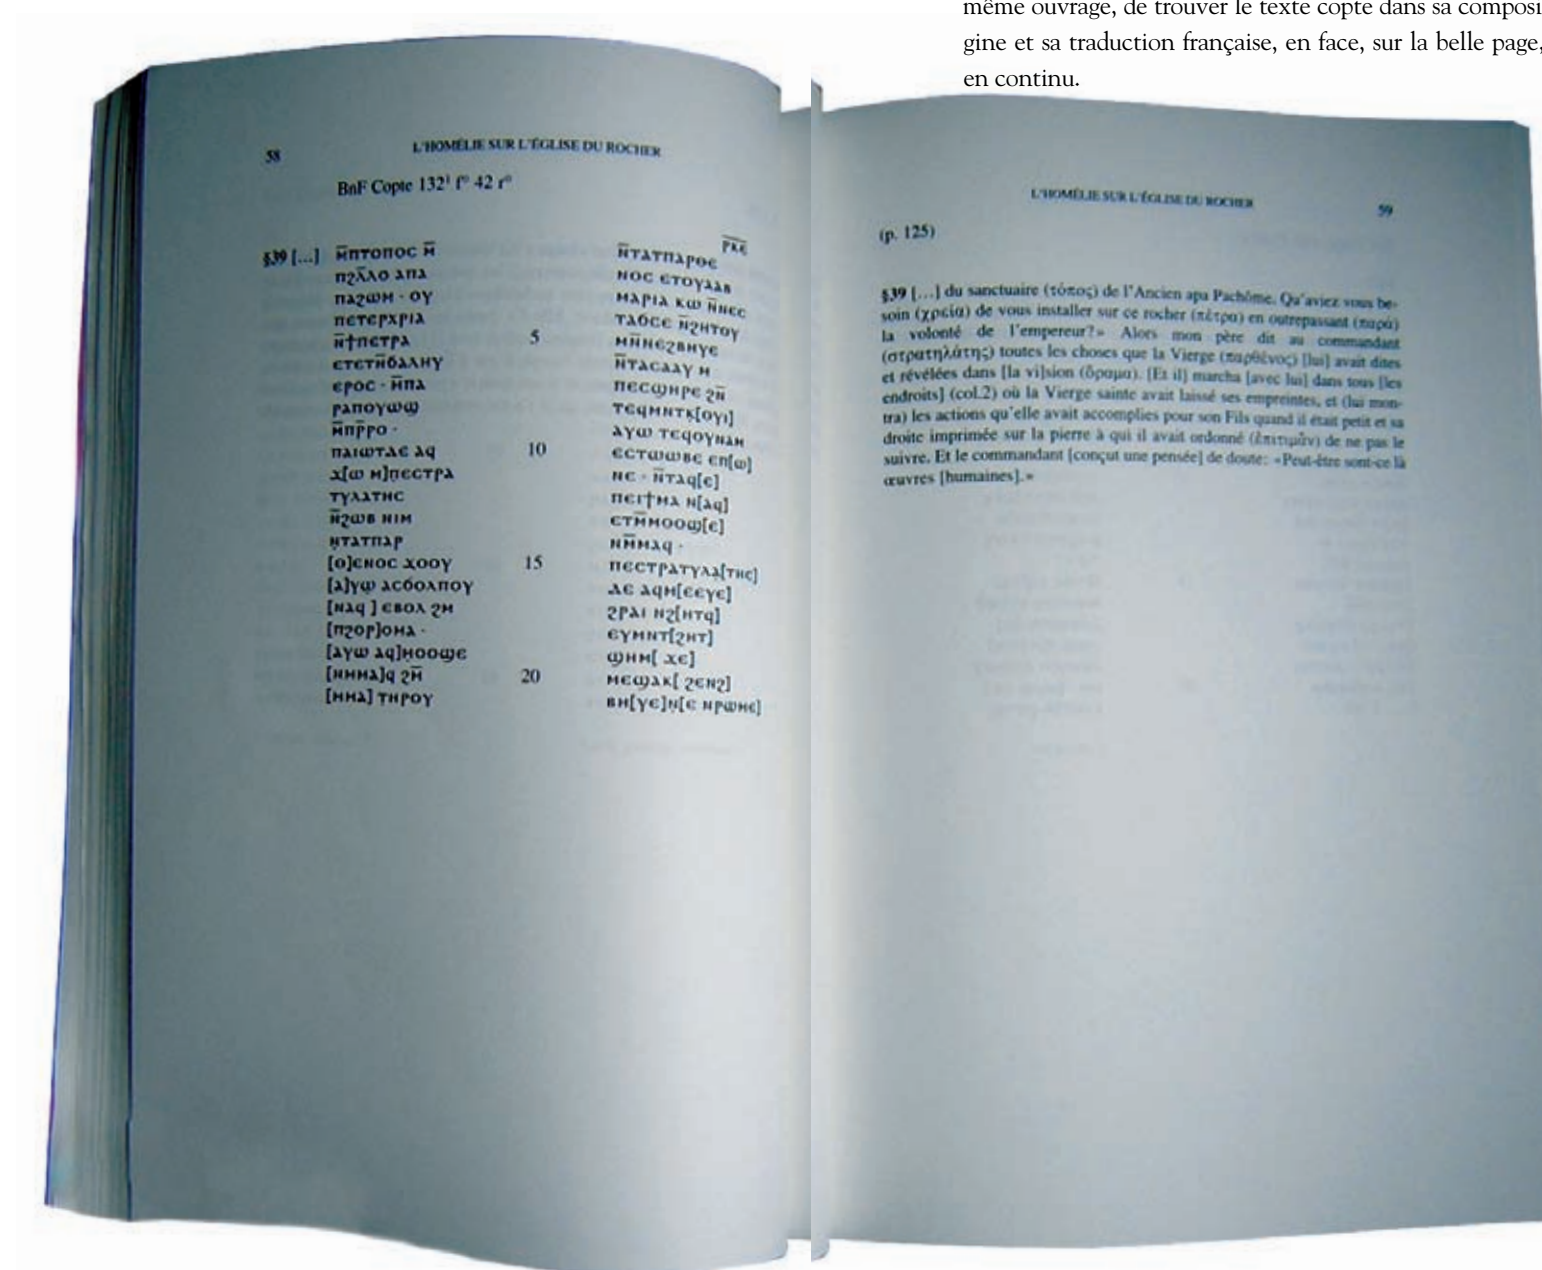 même ouvrage, de trouver le texte copte dans sa composi
gine et sa traduction française, en face, sur la belle page,
en continu.
58
L'HOMÉLIE SUR L'ÉGLISE DU ROCHER
BnF Copte 132¹ f° 42 r°
§39 [...] ⲙ̅ⲡⲧⲟⲡⲟⲥ ⲙ̅
ⲡϩⲗ̅ⲗⲟ ⲁⲡⲁ
ⲡⲁϩⲱⲙ · ⲟⲩ
ⲡⲉⲧⲉⲣⲭⲣⲓⲁ
ⲛ̅ϯⲡⲉⲧⲣⲁ 5
ⲉⲧⲉⲧⲛ̅ϭⲁⲗⲏⲩ
ⲉⲣⲟⲥ · ⲙ̅ⲡⲁ
ⲣⲁⲡⲟⲩⲱϣ
ⲙ̅ⲡⲣ̅ⲣⲟ ·
ⲡⲁⲓⲱⲧⲇⲉ ⲁϥ 10
ϫ[ⲱ ⲙ]ⲡⲉⲥⲧⲣⲁ
ⲧⲩⲗⲁⲧⲏⲥ
ⲛ̅ϩⲱⲃ ⲛⲓⲙ
ⲛ̣ⲧⲁⲧⲡⲁⲣ
[ⲑ]ⲉⲛⲟⲥ ϫⲟⲟⲩ 15
[ⲁ]ⲩⲱ ⲁⲥϭⲟⲗⲡⲟⲩ
[ⲛⲁϥ ] ⲉⲃⲟⲗ ϩⲙ
[ⲡϩⲟⲣ]ⲟⲙⲁ ·
[ⲁⲩⲱ ⲁϥ]ⲙⲟⲟϣⲉ
[ⲛⲙⲙⲁ]ϥ ϩⲛ̅ 20
[ⲙⲙⲁ] ⲧⲏⲣⲟⲩ
ⲣ̅ⲕ̅ⲉ̅
ⲛ̅ⲧⲁⲧⲡⲁⲣⲑⲉ
ⲛⲟⲥ ⲉⲧⲟⲩⲁⲁⲃ
ⲙⲁⲣⲓⲁ ⲕⲱ ⲛ̅ⲛⲉⲥ
ⲧⲁϭⲥⲉ ⲛ̅ϩⲏⲧⲟⲩ
ⲙⲛ̅ⲛⲉϩⲃⲏⲩⲉ
ⲛ̅ⲧⲁⲥⲁⲁⲩ ⲙ
ⲡⲉⲥϣⲏⲣⲉ ϩⲛ̅
ⲧⲉϥⲙⲛⲧⲕ[ⲟⲩⲓ]
ⲁⲩⲱ ⲧⲉϥⲟⲩⲛⲁⲙ
ⲉⲥⲧⲱⲱⲃⲉ ⲉⲡ[ⲱ]
ⲛⲉ · ⲛ̅ⲧⲁϥ[ⲉ]
ⲡⲉⲓϯⲙⲁ ⲛ[ⲁϥ]
ⲉⲧⲙ̅ⲙⲟⲟϣ[ⲉ]
ⲛⲙ̅ⲙⲁϥ ·
ⲡⲉⲥⲧⲣⲁⲧⲩⲗⲁ̣[ⲧⲏⲥ]
ⲇⲉ ⲁϥⲙ[ⲉⲉⲩⲉ]
ϩⲣⲁⲓ ⲛϩ[ⲏⲧϥ]
ⲉⲩⲙⲛⲧ[ϩⲏⲧ]
ϣⲏⲙ[ ϫⲉ]
ⲙⲉϣⲁⲕ[ ϩⲉⲛϩ]
ⲃⲏ[ⲩⲉ]ⲛ̣[ⲉ ⲛⲣⲱⲙⲉ]
L'HOMÉLIE SUR L'ÉGLISE DU ROCHER
59
(p. 125)
§39 [...] du sanctuaire (τόπος) de l'Ancien apa Pachôme. Qu'aviez vous be-
soin (χρεία) de vous installer sur ce rocher (πέτρα) en outrepassant (παρά)
la volonté de l'empereur?» Alors mon père dit au commandant
(στρατηλάτης) toutes les choses que la Vierge (παρθένος) [lui] avait dites
et révélées dans [la vi]sion (ὅραμα). [Et il] marcha [avec lui] dans tous [les
endroits] (col.2) où la Vierge sainte avait laissé ses empreintes, et (lui mon-
tra) les actions qu'elle avait accomplies pour son Fils quand il était petit et sa
droite imprimée sur la pierre à qui il avait ordonné (ἐπιτιμᾶν) de ne pas le
suivre. Et le commandant [conçut une pensée] de doute: «Peut-être sont-ce là
œuvres [humaines].»